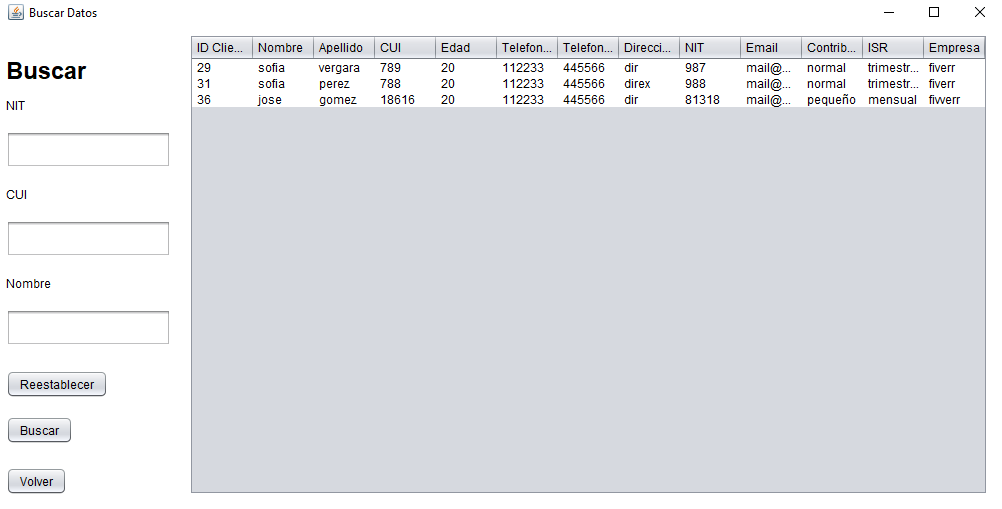 Buscar Datos
Buscar
NIT
CUI
Nombre
Reestablecer
Buscar
Volver
ID Clie... Nombre Apellido CUI Edad Telefon... Telefon... Direcci... NIT Email Contrib... ISR Empresa
29 sofia vergara 789 20 112233 445566 dir 987 mail@... normal trimestr... fiverr
31 sofia perez 788 20 112233 445566 direx 988 mail@... normal trimestr... fiverr
36 jose gomez 18616 20 112233 445566 dir 81318 mail@... pequeño mensual fivverr